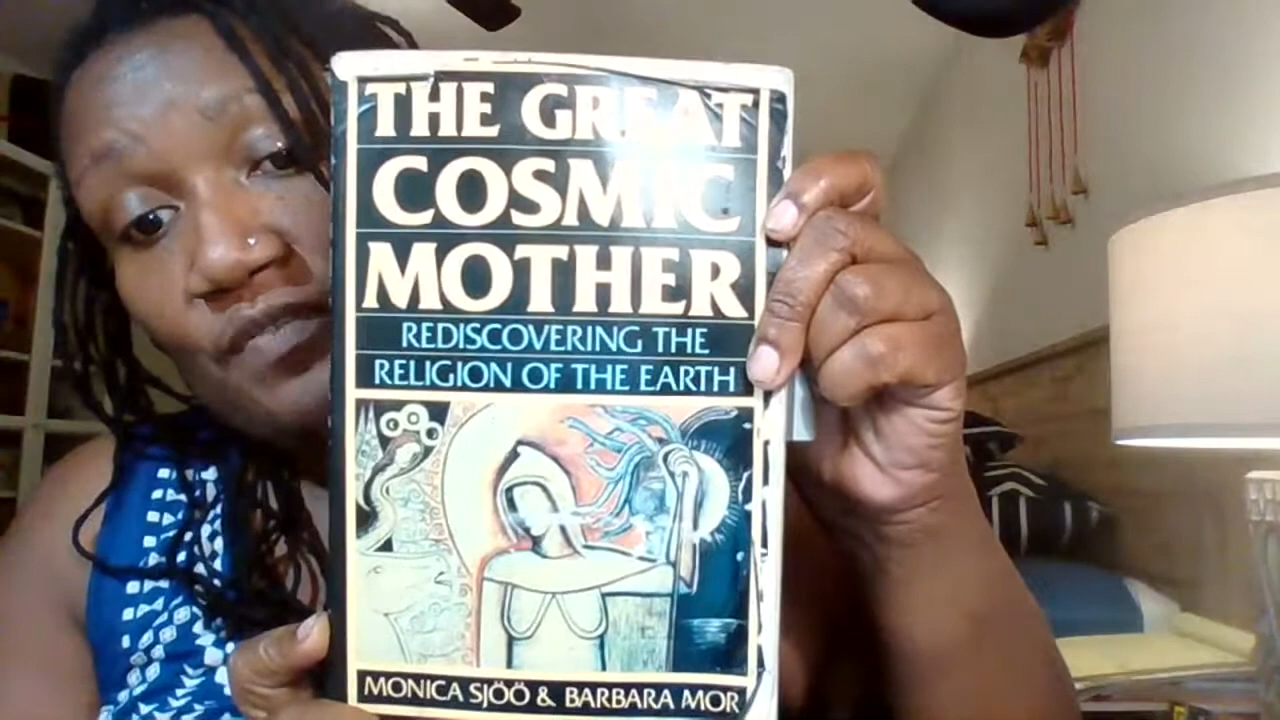 THE GREAT
COSMIC
MOTHER
REDISCOVERING THE
RELIGION OF THE EARTH
MONICA SJÖÖ & BARBARA MOR